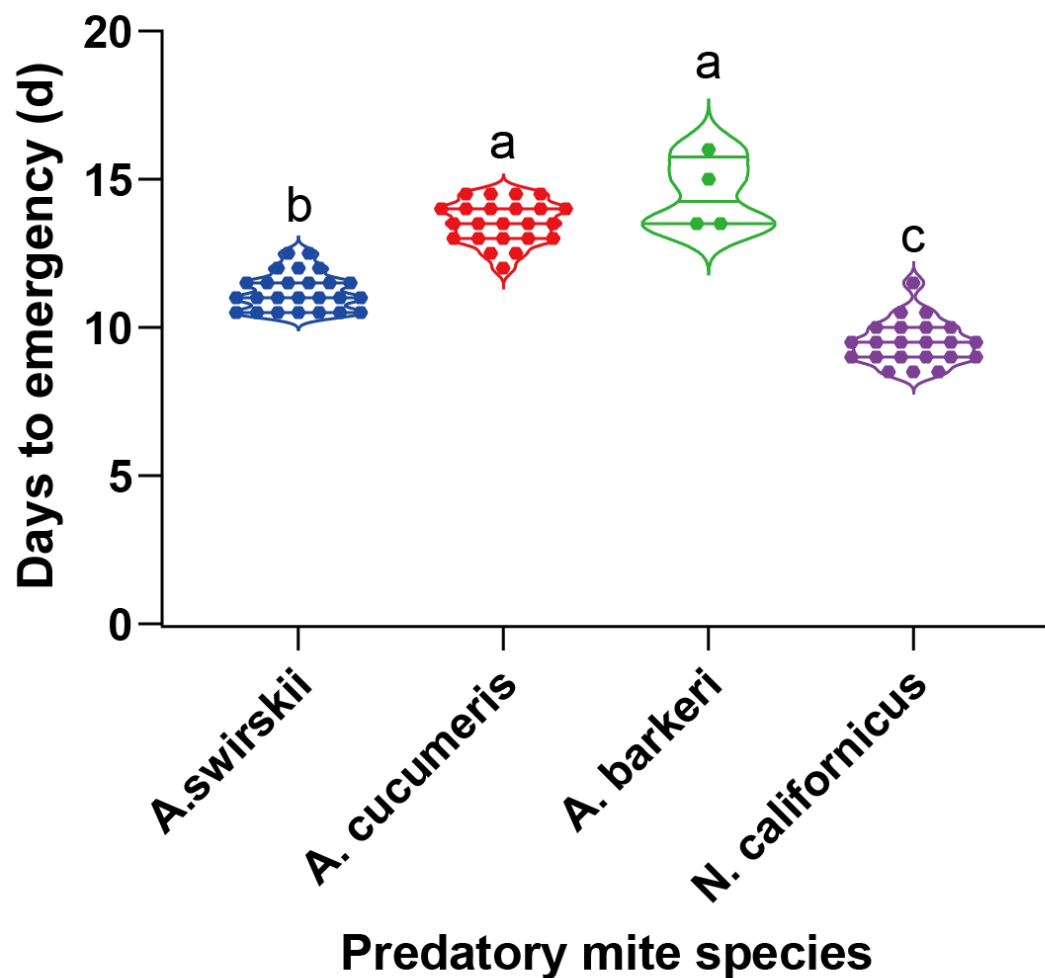 Days to emergency (d)
20
15
10
5
0
b
a
a
c
A.swirskii
A. cucumeris
A. barkeri
N. californicus
Predatory mite species